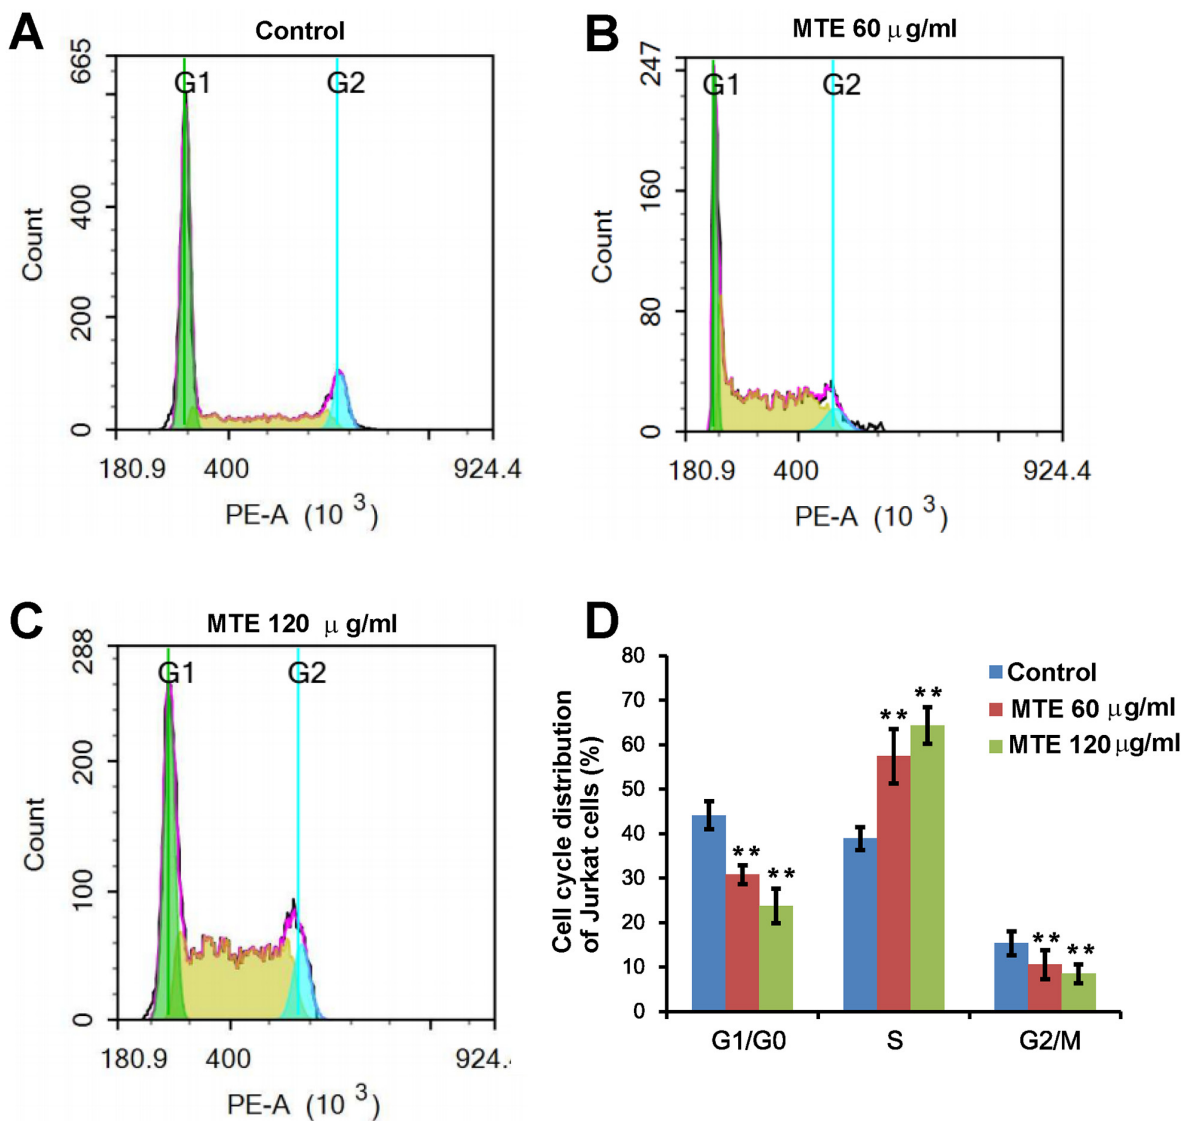 A
Control
665
G1
G2
400
200
0
Count
180.9
400
924.4
PE-A (10 3)
B
MTE 60 μg/ml
247
G1
G2
160
80
0
Count
180.9
400
924.4
PE-A (10 3)
C
MTE 120 μg/ml
288
G1
G2
200
100
0
Count
180.9
400
924.
PE-A (10 3)
D
80
70
60
50
40
30
20
10
0
Cell cycle distribution
of Jurkat cells (%)
Control
MTE 60 μg/ml
MTE 120 μg/ml
**
**
**
**
**
**
G1/G0
S
G2/M